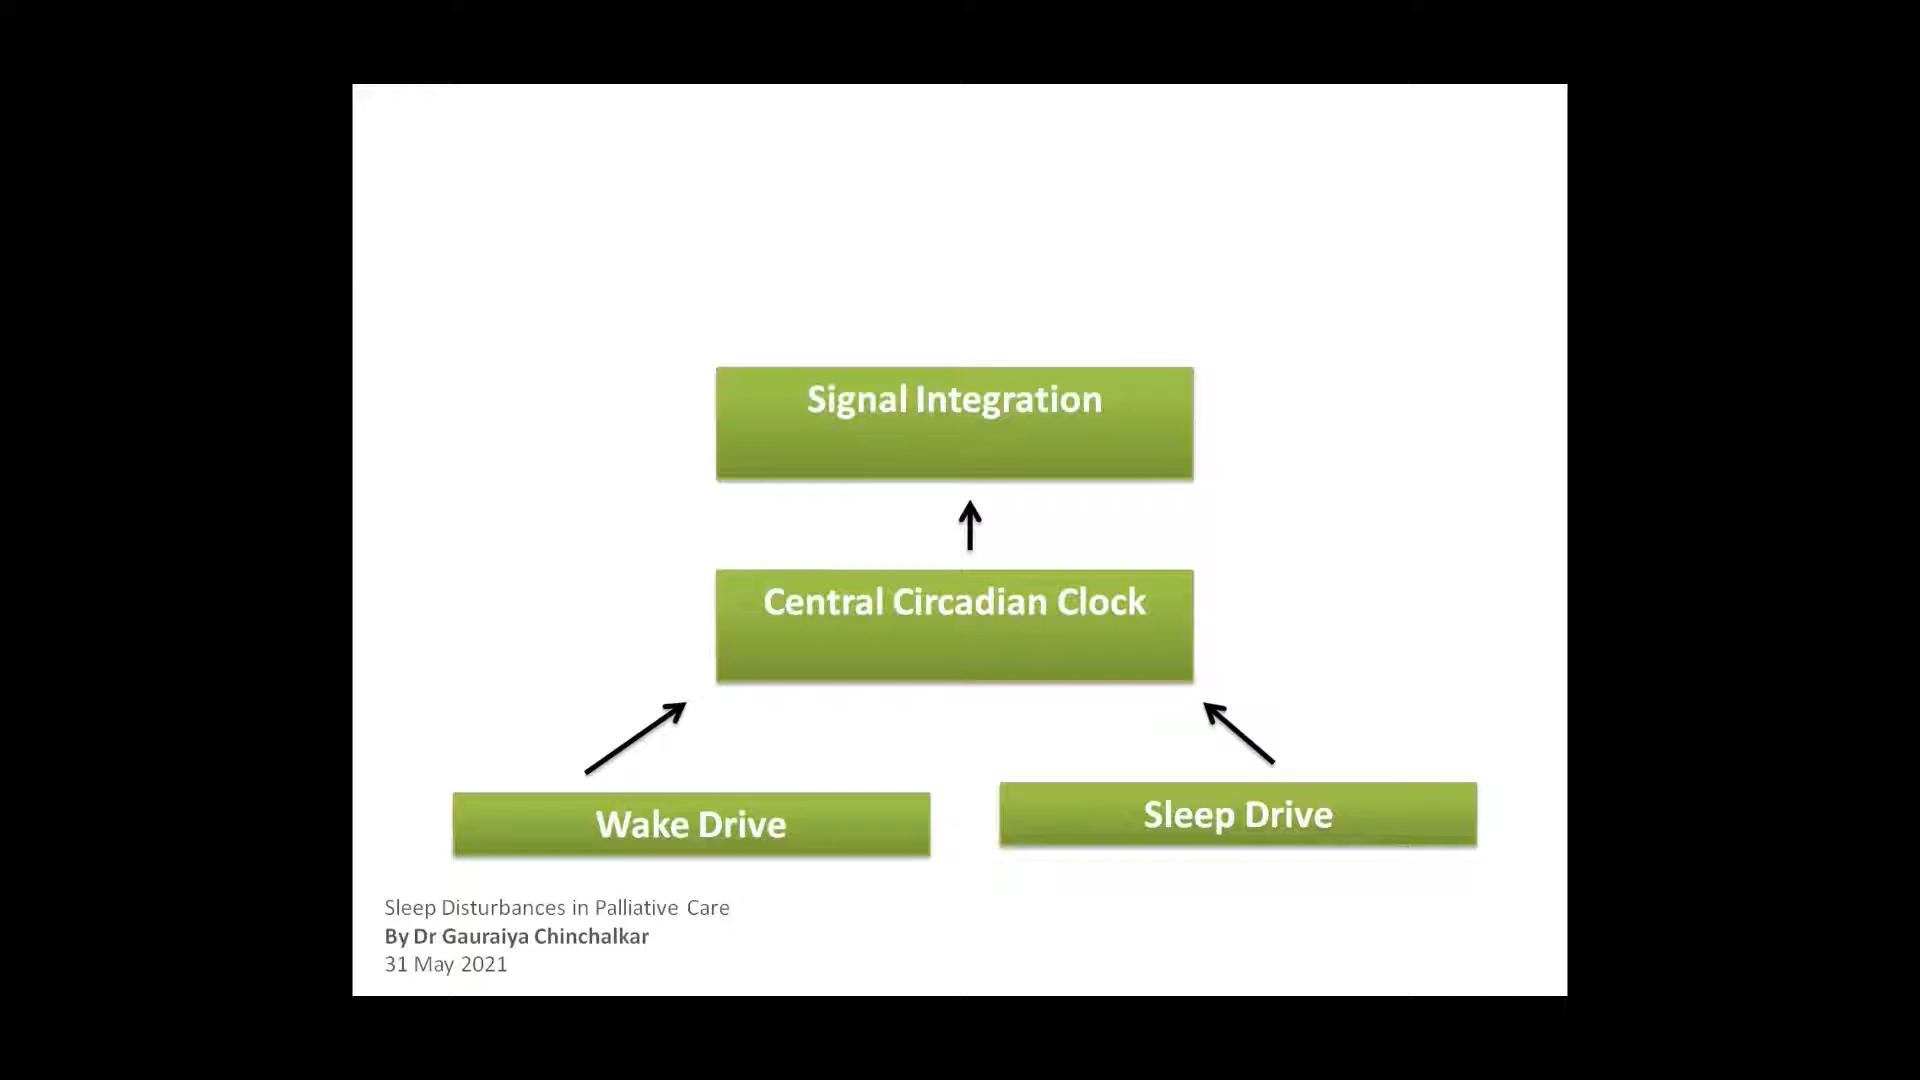 Signal Integration
Central Circadian Clock
Wake Drive
Sleep Drive
Sleep Disturbances in Palliative Care
By Dr Gauraiya Chinchalkar
31 May 2021